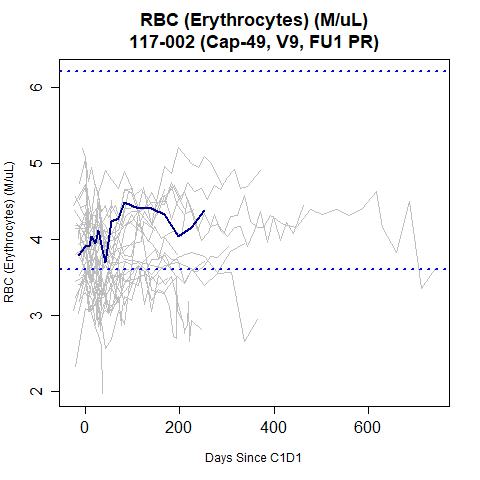 RBC (Erythrocytes) (M/uL)
117-002 (Cap-49, V9, FU1 PR)
RBC (Erythrocytes) (M/uL)
6
5
4
3
2
0 200 400 600
Days Since C1D1